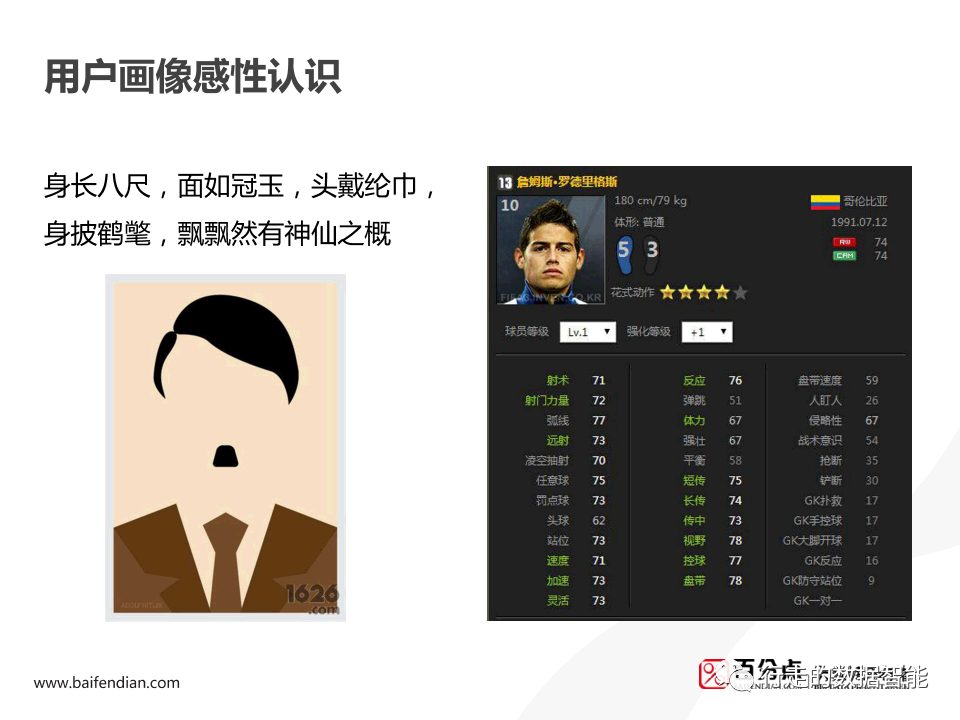 用户画像感性认识
身长八尺，面如冠玉，头戴纶巾，
身披鹤氅，飘飘然有神仙之概
ADOLF HITLER
1626
.com
13 詹姆斯·罗德里格斯
10
180 cm/79 kg
哥伦比亚
体形: 普通
1991.07.12
5 3
RW 74
CAM 74
花式动作
球员等级 Lv.1 强化等级 +1
射术 71 反应 76 盘带速度 59
射门力量 72 弹跳 51 人盯人 26
弧线 77 体力 67 侵略性 67
远射 73 强壮 67 战术意识 54
凌空抽射 70 平衡 58 抢断 35
任意球 75 短传 75 铲断 30
罚点球 73 长传 74 GK扑救 17
头球 62 传中 73 GK手控球 17
站位 73 视野 78 GK大脚开球 17
速度 71 控球 77 GK反应 16
加速 73 盘带 78 GK防守站位 9
灵活 73 GK一对一
www.baifendian.com
百分点
行走的数据智能